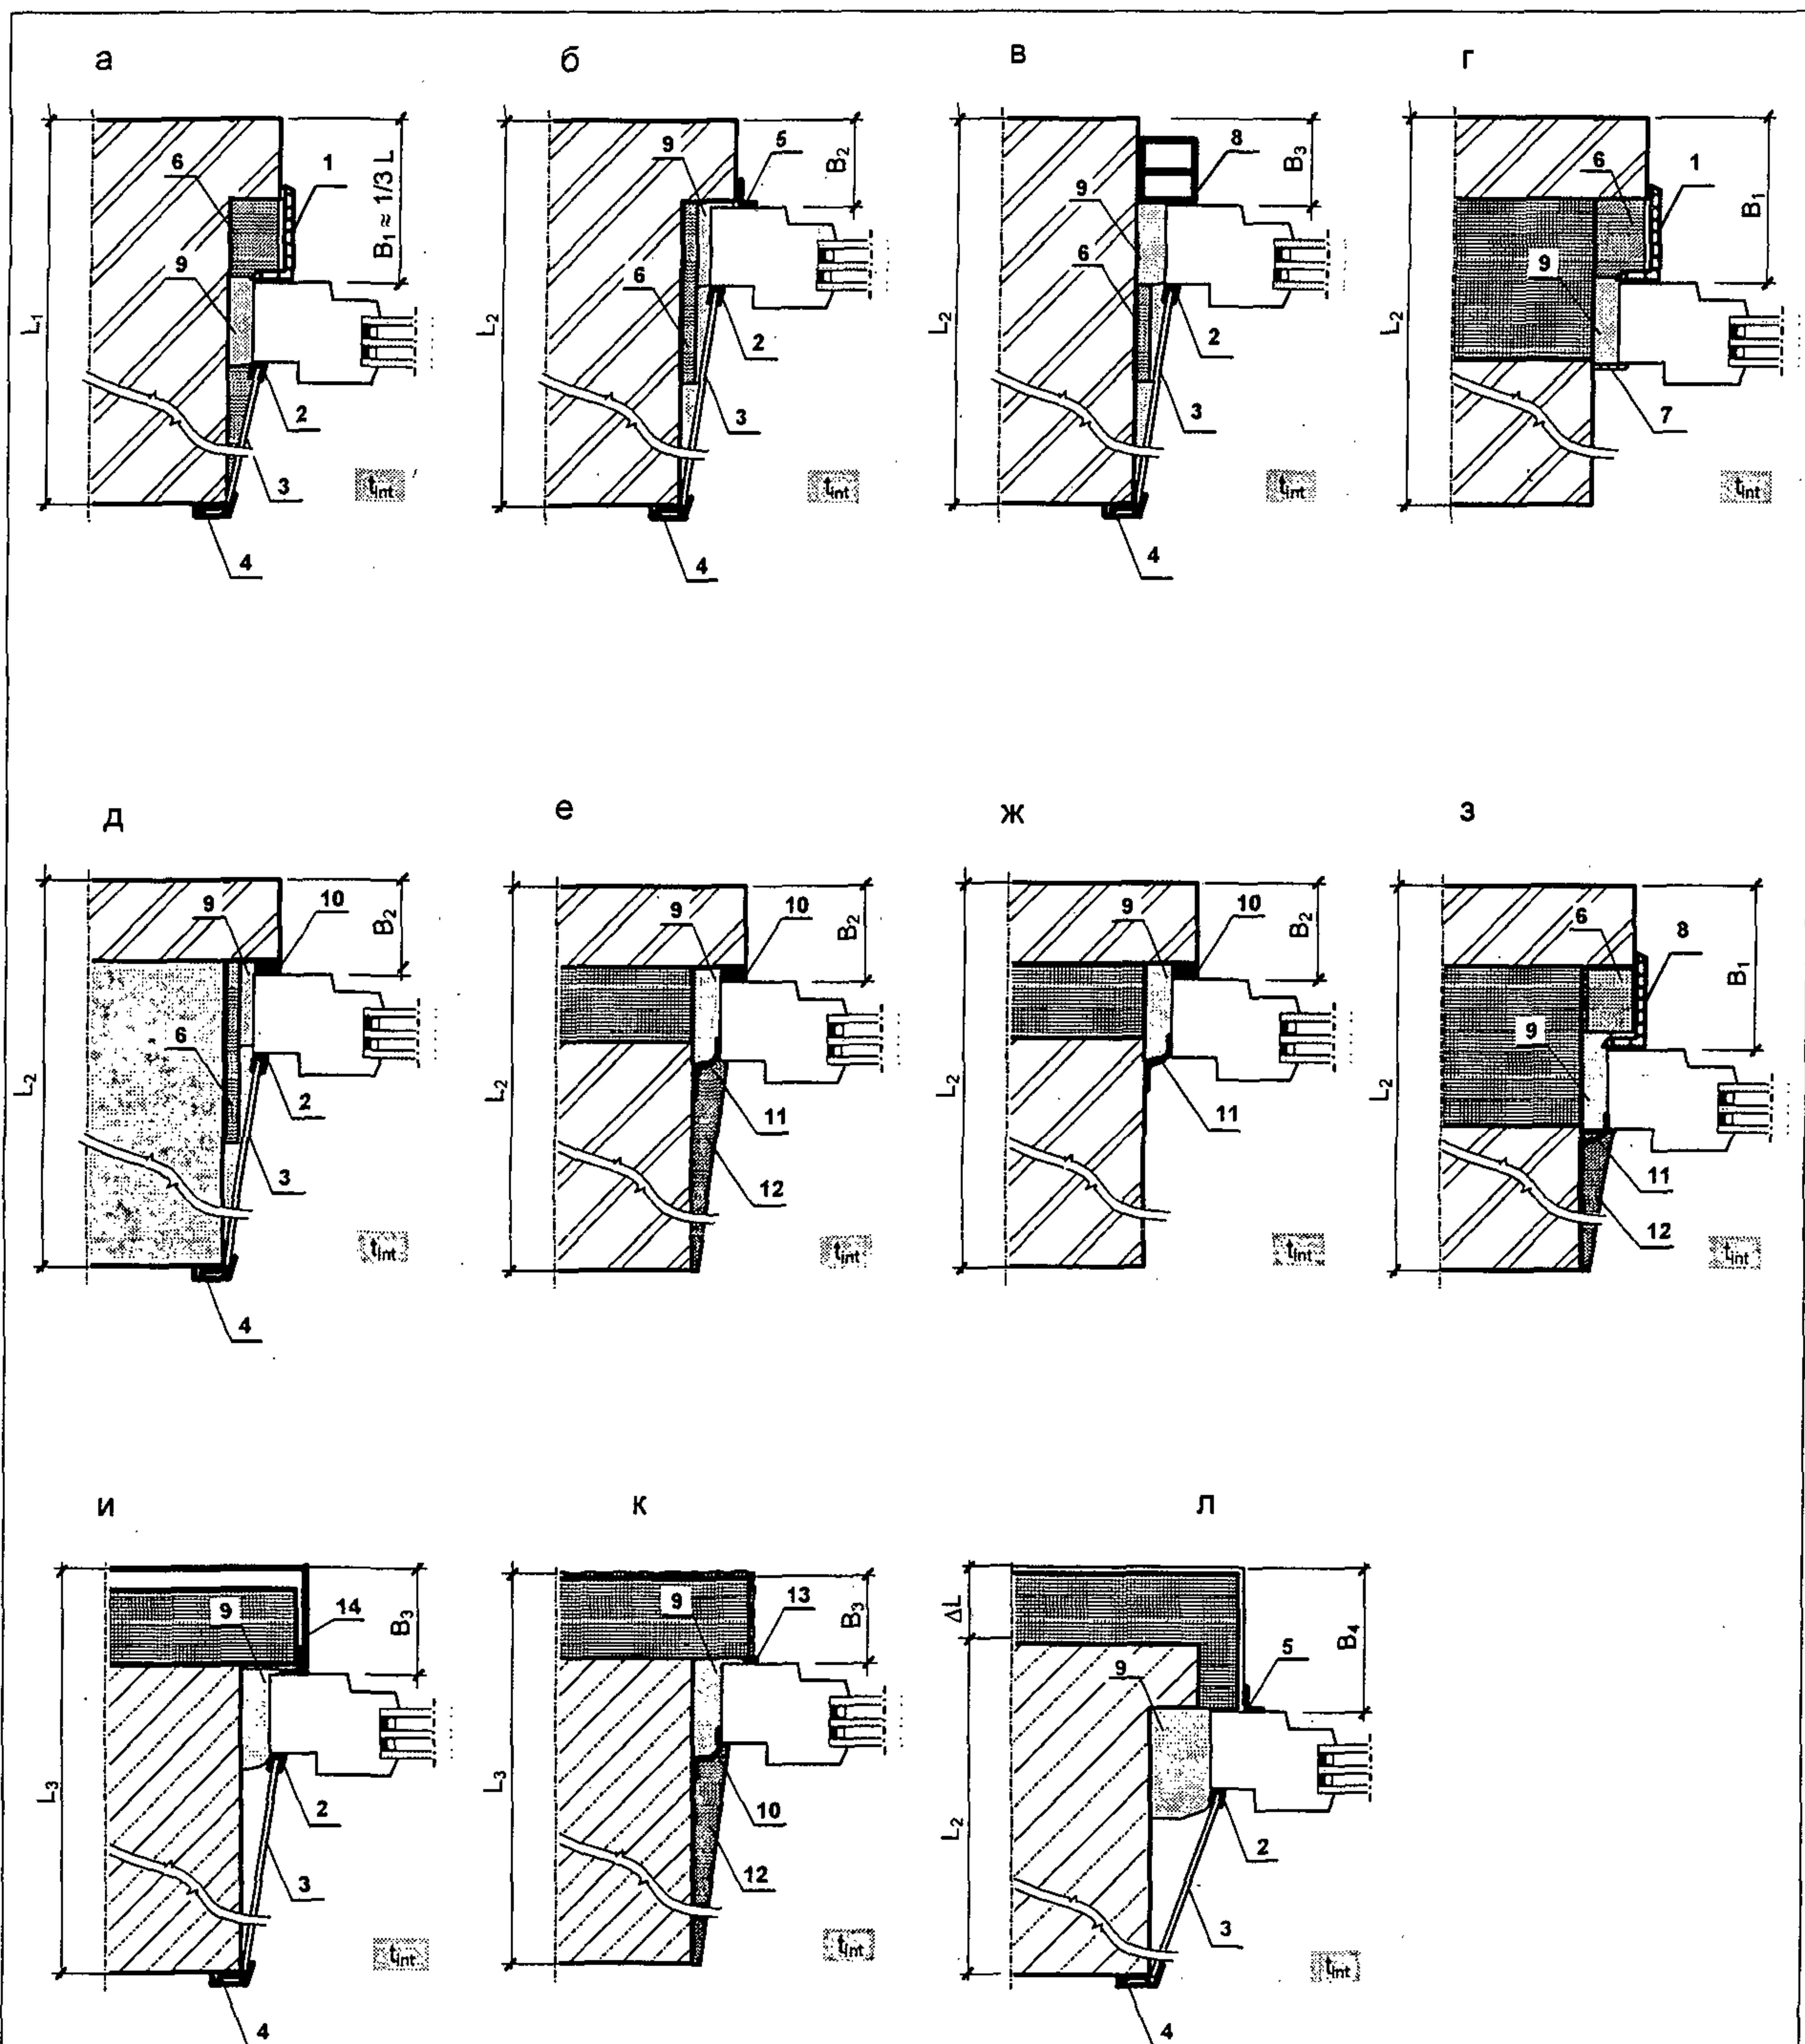 а
б
в
г
6
1
L₁
B₁ ≈ 1/3 L
9
2
3
tint
4
9
5
L₂
B₂
6
2
3
tint
4
8
9
L₂
B₃
6
2
3
tint
4
6
1
L₂
B₁
9
7
tint
д
е
ж
з
9
10
L₂
B₂
6
2
3
tint
4
9
10
L₂
B₂
11
12
tint
9
10
L₂
B₂
11
tint
6
8
L₂
B₁
9
11
12
tint
и
к
л
9
14
L₃
B₃
2
3
tint
4
9
13
L₃
B₃
10
12
tint
ΔL
B₄
9
5
L₂
2
3
tint
4